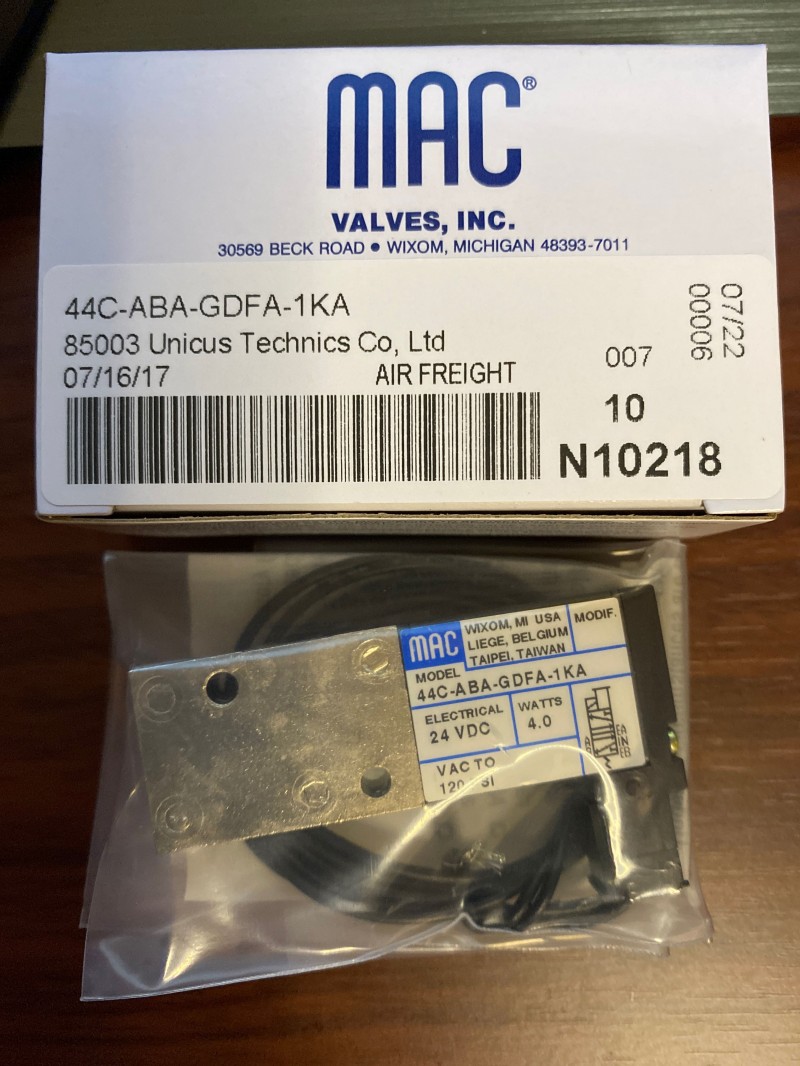 MAC®
VALVES, INC.
30569 BECK ROAD • WIXOM, MICHIGAN 48393-7011
44C-ABA-GDFA-1KA
85003 Unicus Technics Co, Ltd
07/16/17 AIR FREIGHT
007
10
N10218
07/22
00006
MAC
WIXOM, MI USA
LIEGE, BELGIUM
TAIPEI, TAIWAN
MODIF.
MODEL
44C-ABA-GDFA-1KA
ELECTRICAL
24 VDC
WATTS
4.0
VAC TO